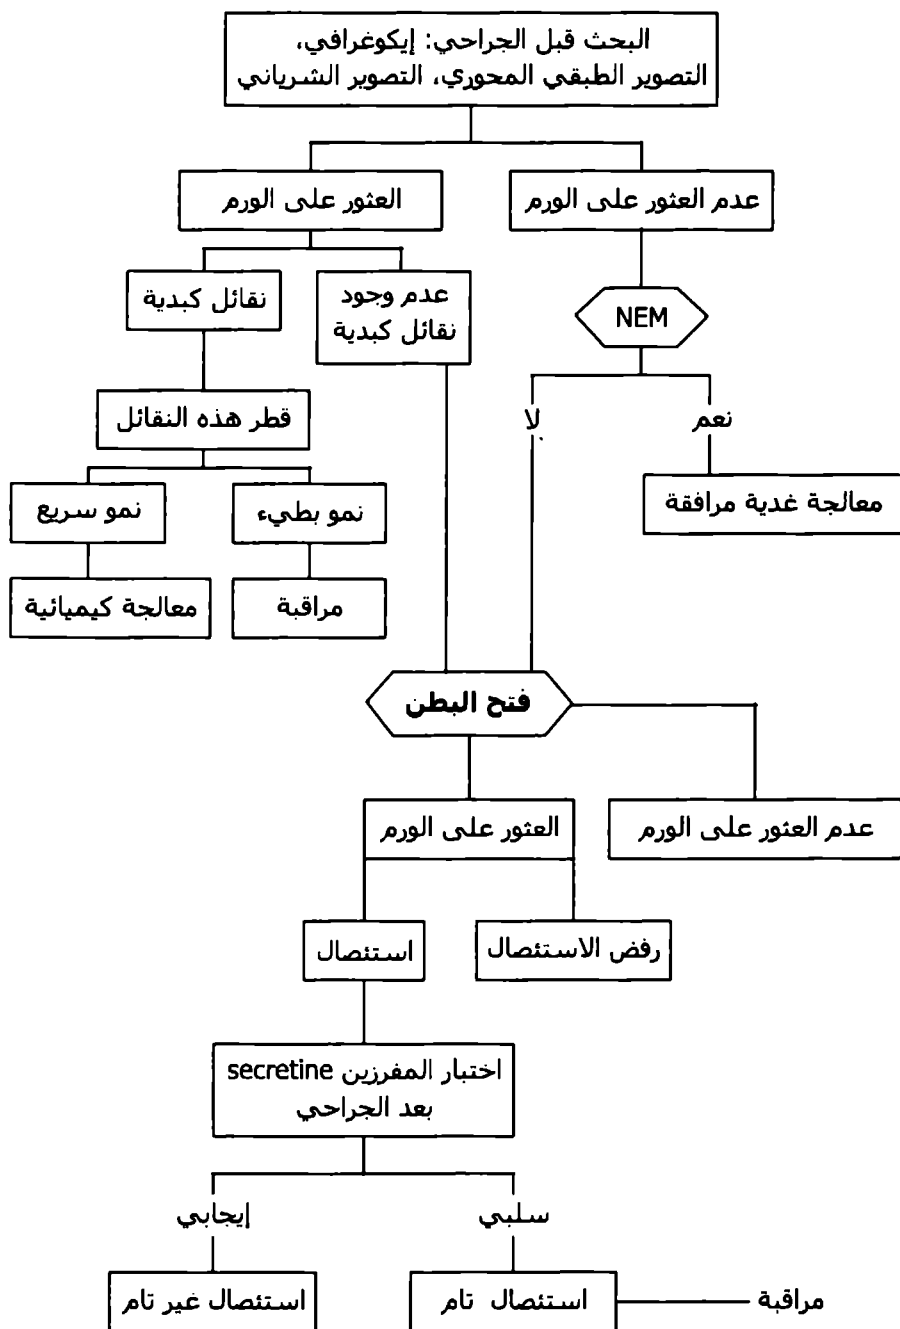 البحث قبل الجراحي: إيكوغرافي،
التصوير الطبقي المحوري، التصوير الشرياني
العثور على الورم
عدم العثور على الورم
نقائل كبدية
عدم وجود
نقائل كبدية
NEM
قطر هذه النقائل
لا
نعم
نمو سريع
نمو بطيء
معالجة غدية مرافقة
معالجة كيميائية
مراقبة
فتح البطن
العثور على الورم
عدم العثور على الورم
استئصال
رفض الاستئصال
اختبار المفرزين secretine
بعد الجراحي
إيجابي
سلبي
استئصال غير تام
استئصال تام
مراقبة